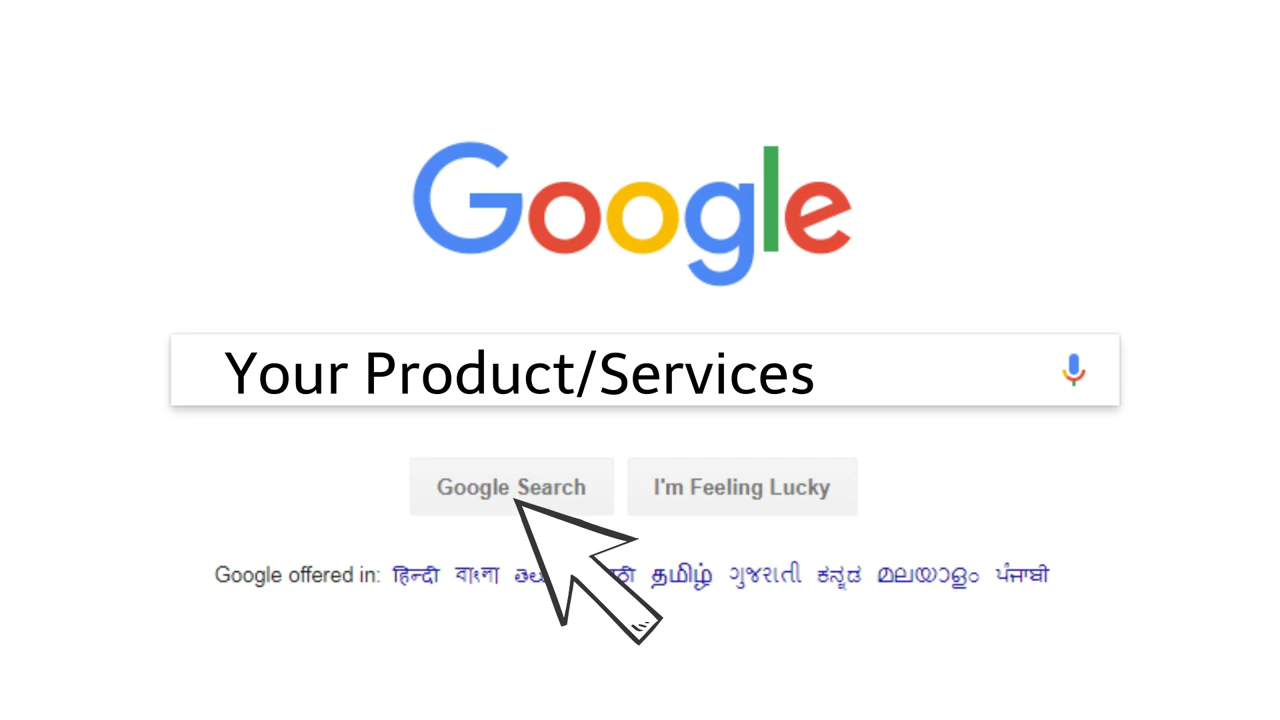 Google
Your Product/Services
Google Search
I'm Feeling Lucky
Google offered in: हिन्दी বাংলা தமிழ் ગુજરાતી ಕನ್ನಡ മലയാളം ਪੰਜਾਬੀ